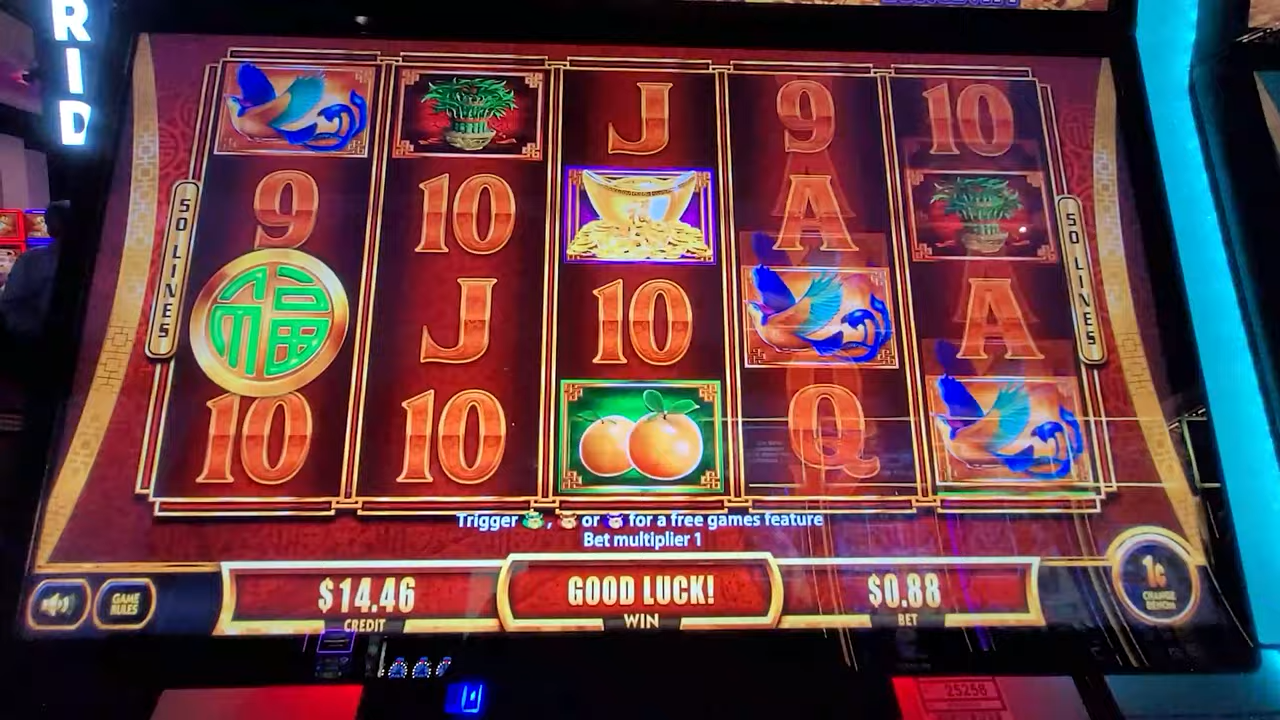 RID
J 9 10
9 10 A
50 LINES
50 LINES
福 J 10 A
10 10 Q
Trigger , or for a free games feature
Bet multiplier 1
GAME RULES
$14.46
CREDIT
GOOD LUCK!
WIN
$0.88
BET
1¢
CHANGE DENOM
25258